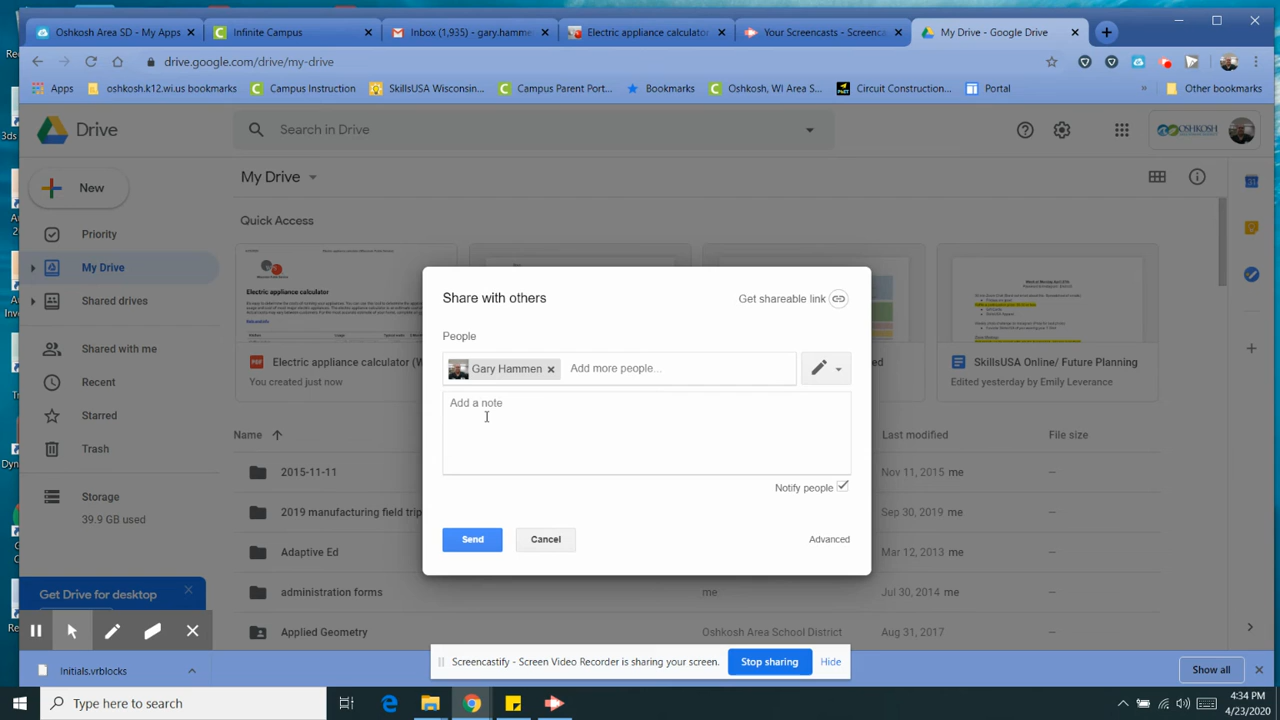 Oshkosh Area SD - My Apps
Infinite Campus
Inbox (1,935) - gary.hamme
Electric appliance calculator
Your Screencasts - Screenca
My Drive - Google Drive
drive.google.com/drive/my-drive
Apps
oshkosh.k12.wi.us bookmarks
Campus Instruction
SkillsUSA Wisconsin...
Campus Parent Port...
Bookmarks
Oshkosh, WI Area S...
Circuit Construction...
Portal
»
Other bookmarks
Drive
Search in Drive
OSHKOSH
New
My Drive
Quick Access
Priority
My Drive
Shared drives
Shared with me
Recent
Starred
Trash
Storage
39.9 GB used
Get Drive for desktop
Electric appliance calculator
PDF
Electric appliance calculator (W
You created just now
SkillsUSA Online/ Future Planning
Edited yesterday by Emily Leverance
Share with others
Get shareable link
People
Gary Hammen
Add more people...
Add a note
Notify people
Send
Cancel
Advanced
Name
Last modified
File size
2015-11-11
Nov 11, 2015 me
–
2019 manufacturing field trip
Sep 30, 2019 me
–
Adaptive Ed
Mar 12, 2013 me
–
administration forms
me
Jul 30, 2014 me
–
Applied Geometry
Oshkosh Area School District
Aug 31, 2017
–
Screencastify - Screen Video Recorder is sharing your screen.
Stop sharing
Hide
Initials.vrblocks
Show all
Type here to search
4:34 PM
4/23/2020